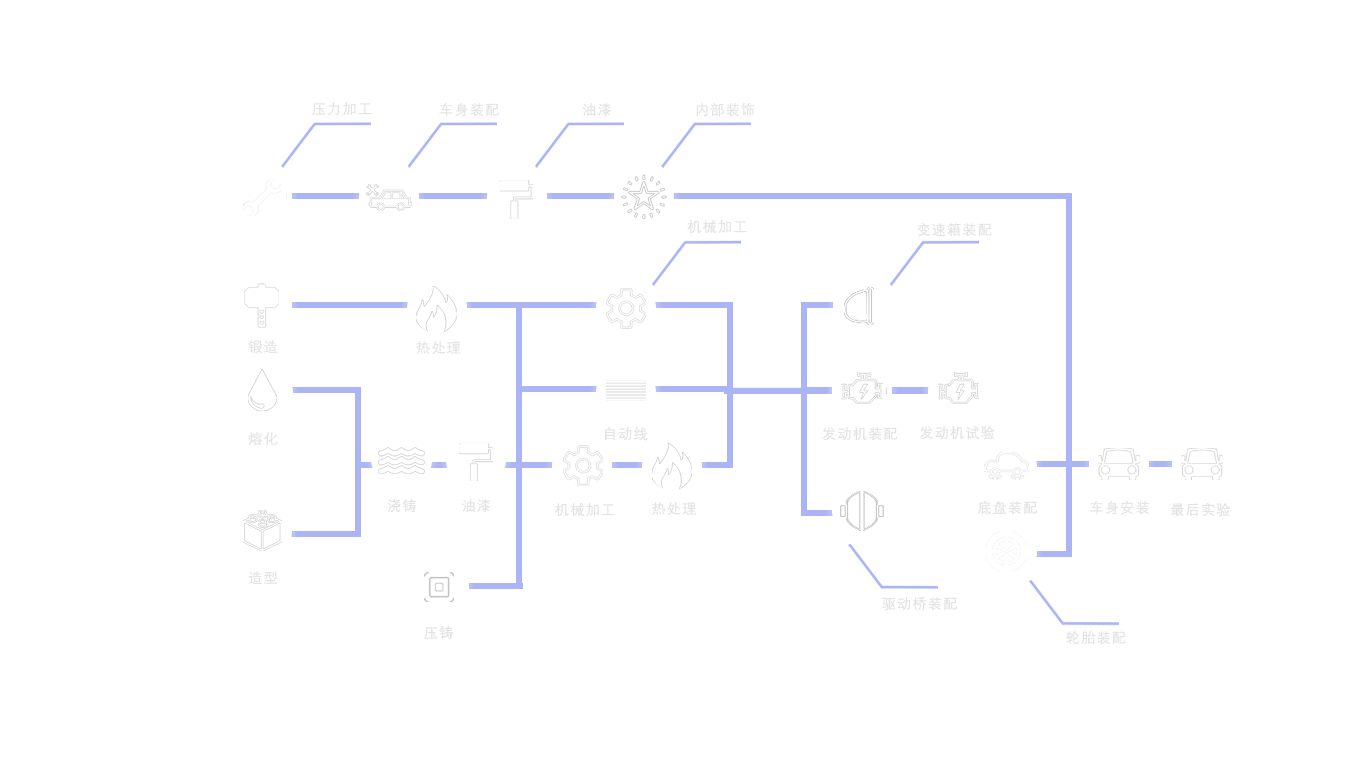 压力加工
车身装配
油漆
内部装饰
机械加工
变速箱装配
锻造
热处理
熔化
自动线
发动机装配
发动机试验
浇铸
油漆
机械加工
热处理
底盘装配
车身安装
最后实验
造型
驱动桥装配
压铸
轮胎装配